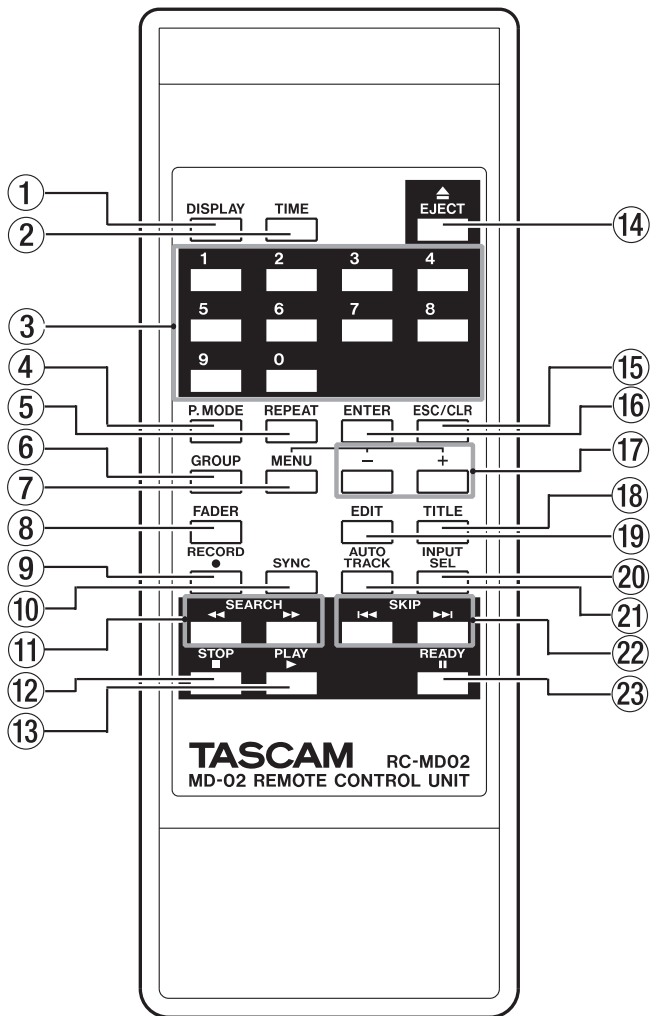 ① DISPLAY TIME ⏏ EJECT ⑭
②
1 2 3 4
③ 5 6 7 8
9 0
④ P.MODE REPEAT ENTER ESC/CLR ⑮
⑤ ⑯
⑥ GROUP MENU - + ⑰
⑦
⑧ FADER EDIT TITLE ⑱
⑲
⑨ RECORD ● SYNC AUTO TRACK INPUT SEL ⑳
⑩ ㉑
⑪ SEARCH ◀◀ ▶▶ SKIP I◀◀ ▶▶I ㉒
⑫ STOP ■ PLAY ▶ READY II ㉓
⑬
TASCAM RC-MD02
MD-02 REMOTE CONTROL UNIT